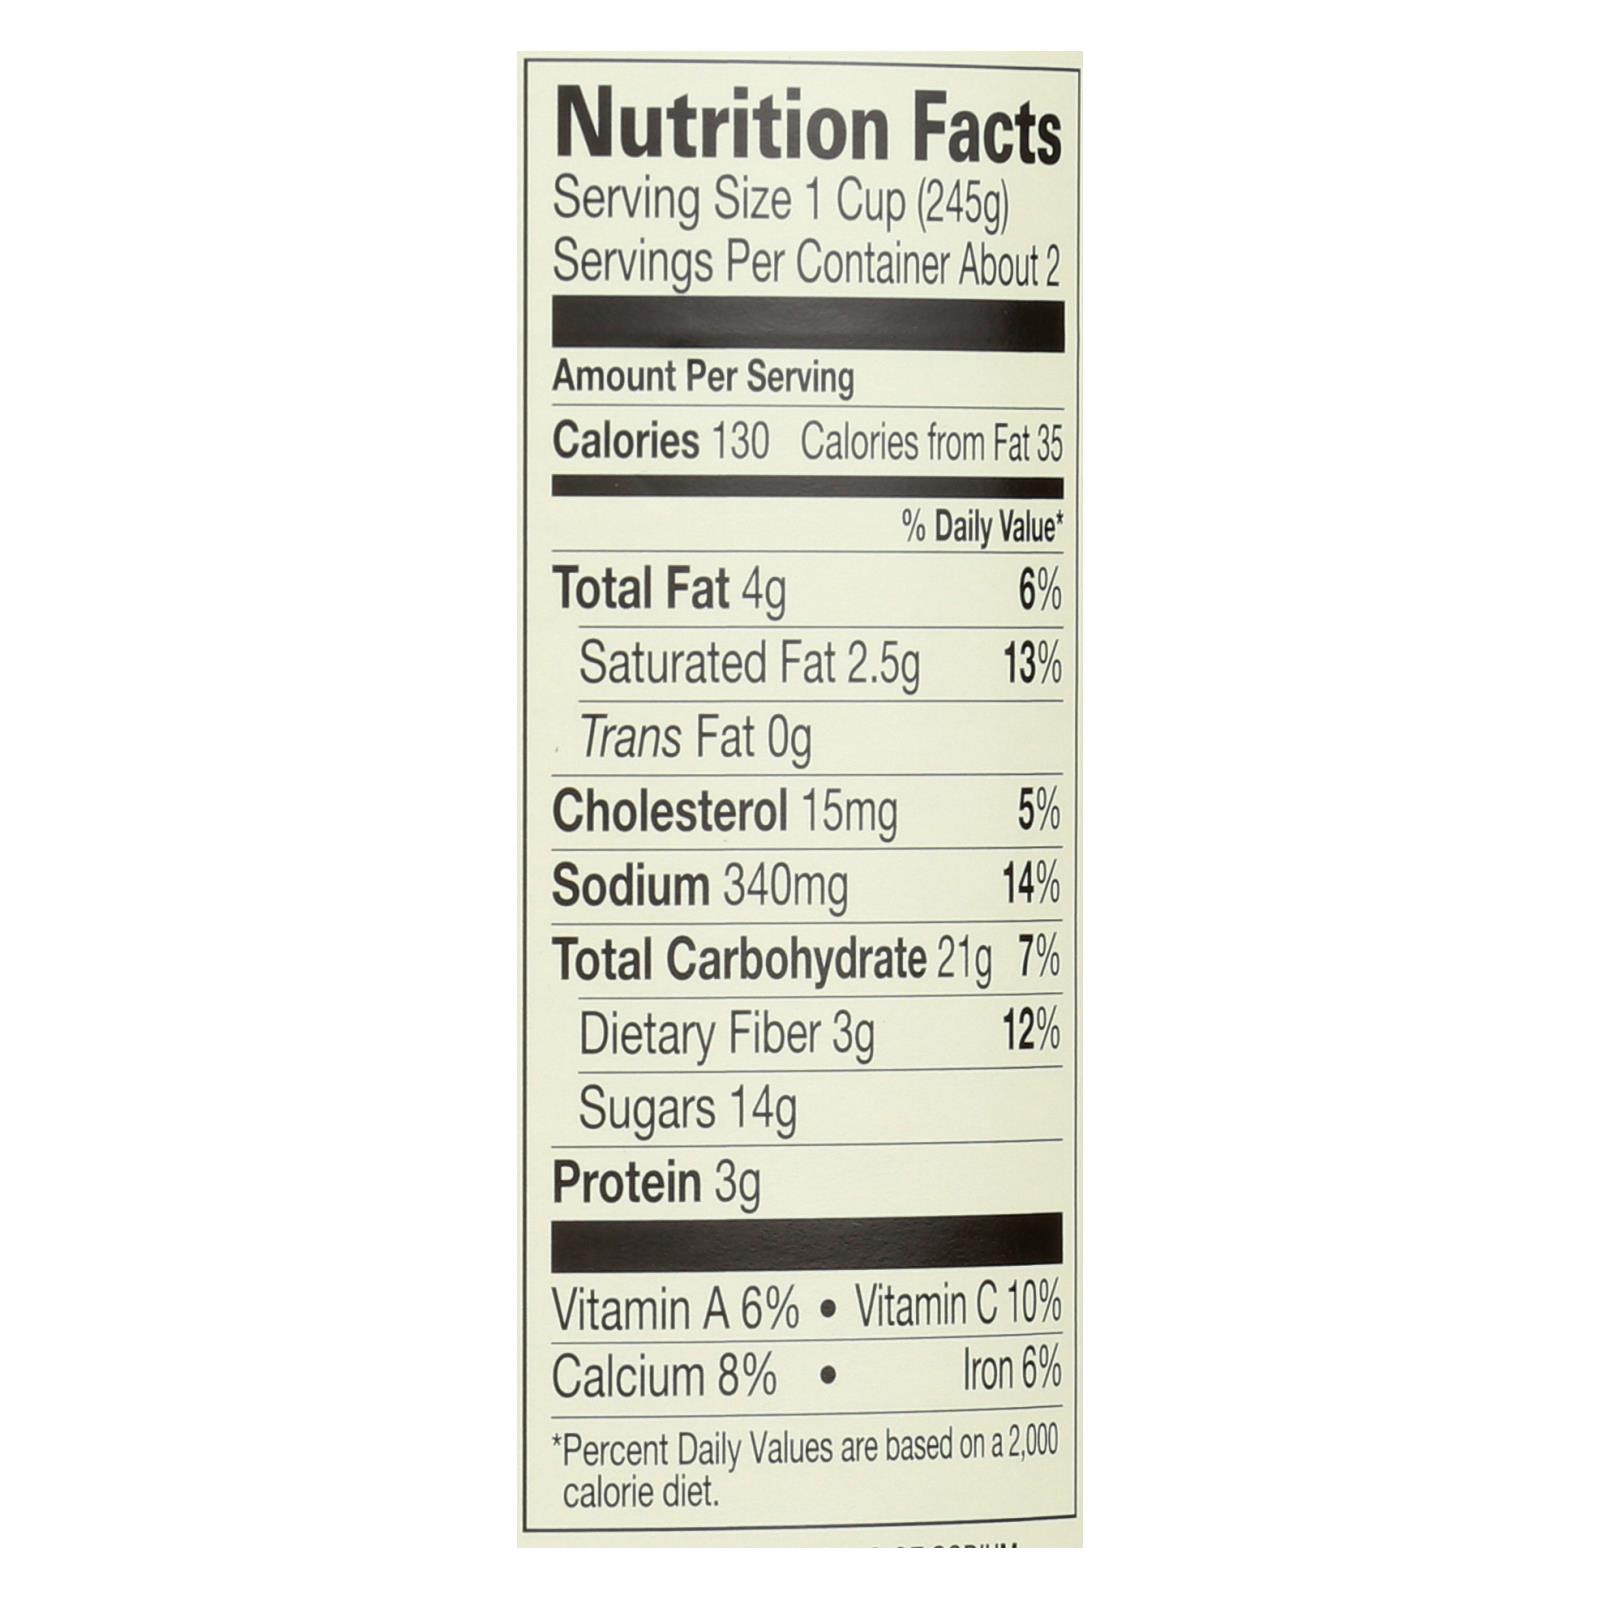 Nutrition Facts
Serving Size 1 Cup (245g)
Servings Per Container About 2
Amount Per Serving
Calories 130 Calories from Fat 35
% Daily Value*
Total Fat 4g 6%
Saturated Fat 2.5g 13%
Trans Fat 0g
Cholesterol 15mg 5%
Sodium 340mg 14%
Total Carbohydrate 21g 7%
Dietary Fiber 3g 12%
Sugars 14g
Protein 3g
Vitamin A 6% • Vitamin C 10%
Calcium 8% • Iron 6%
*Percent Daily Values are based on a 2,000
calorie diet.